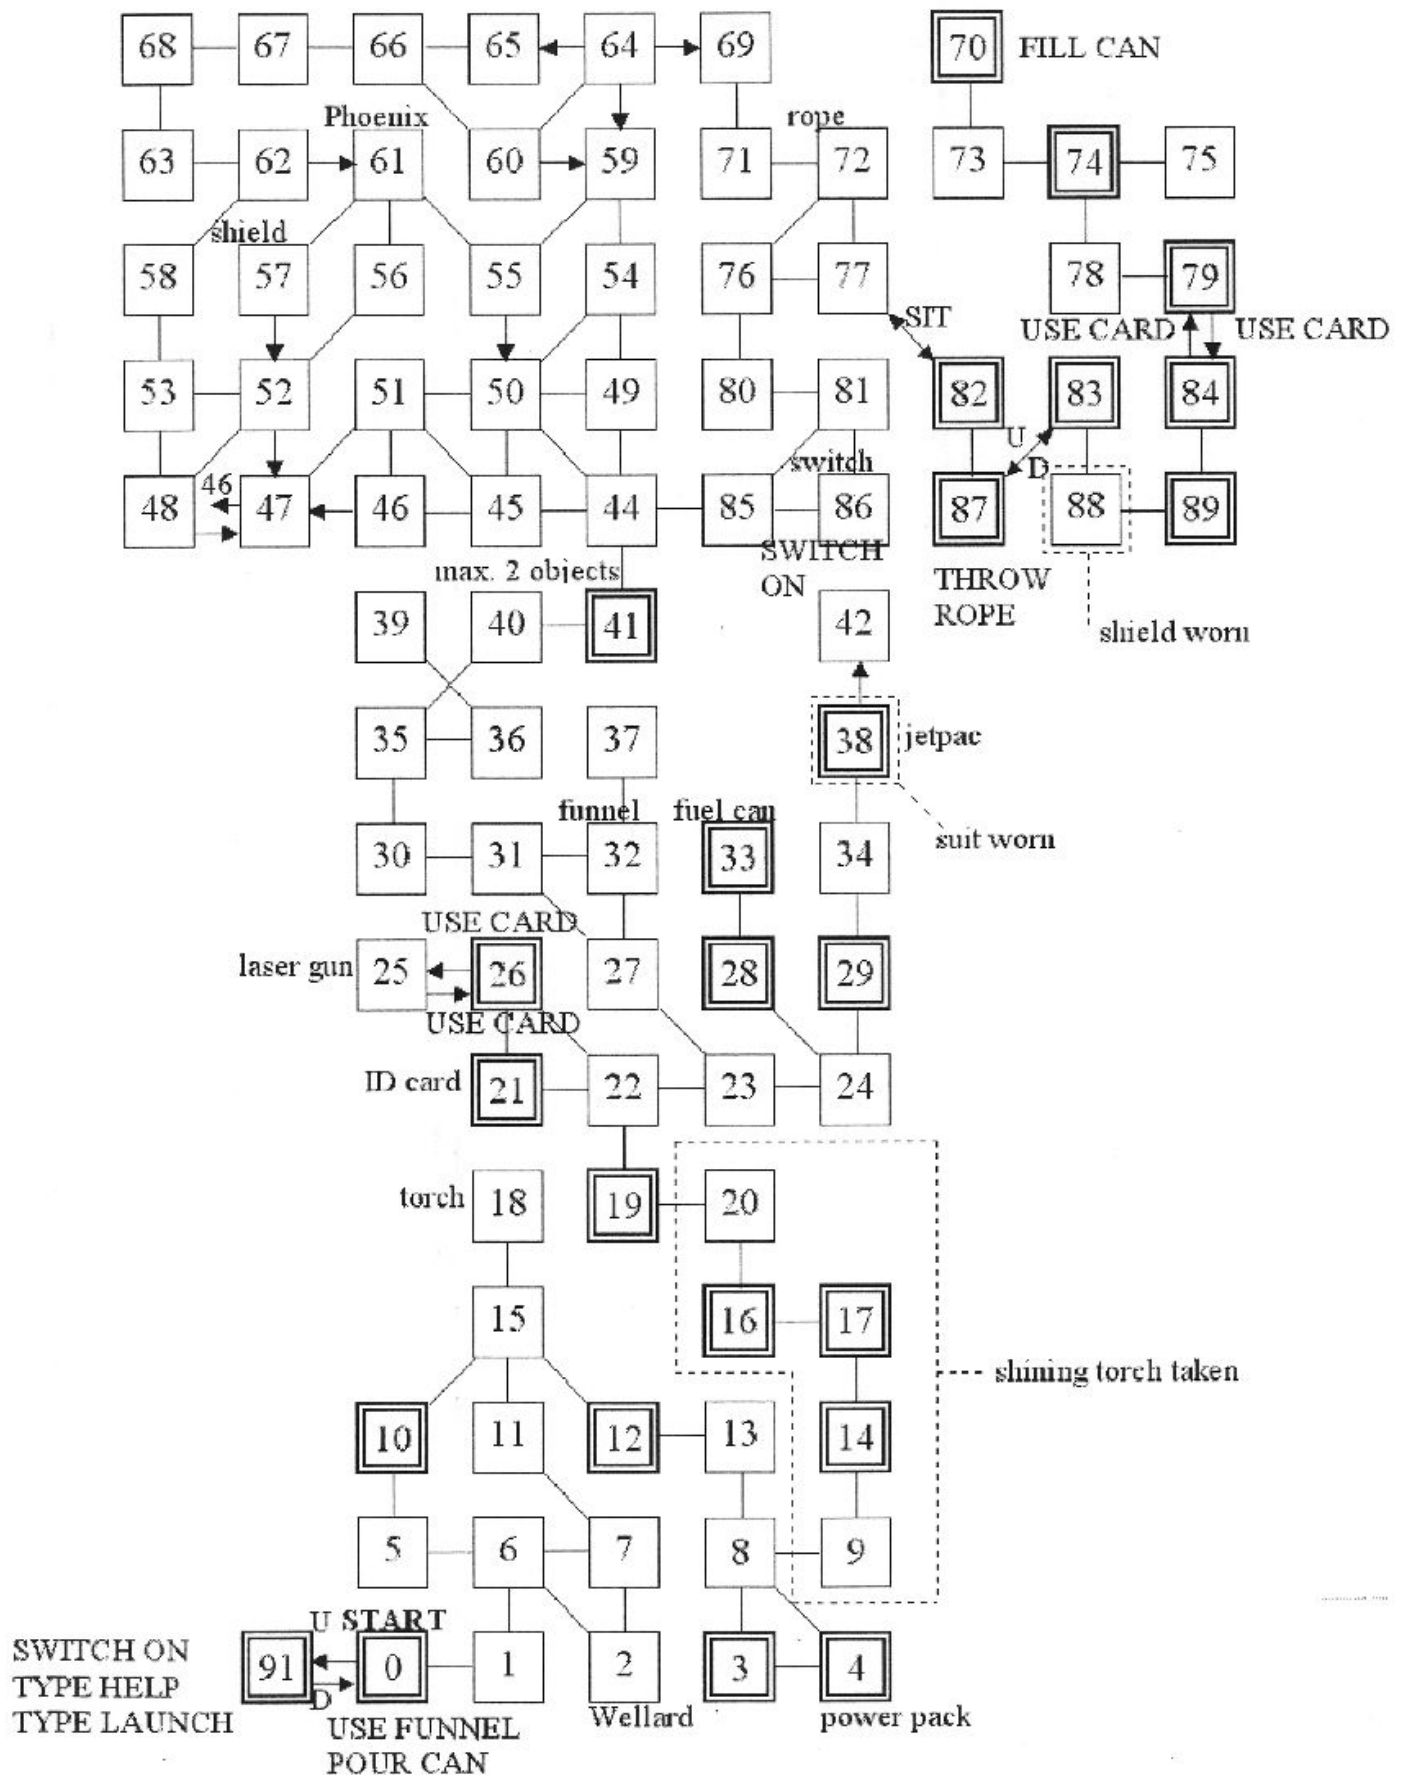 68 67 66 65 64 69 70 FILL CAN
Phoenix rope
63 62 61 60 59 71 72 73 74 75
shield
58 57 56 55 54 76 77 78 79
SIT USE CARD USE CARD
53 52 51 50 49 80 81 82 83 84
U
switch D
46
48 47 46 45 44 85 86 87 88 89
SWITCH
ON
THROW
ROPE
max. 2 objects
shield worn
39 40 41 42
35 36 37 38 jetpac
funnel fuel can
suit worn
30 31 32 33 34
USE CARD
laser gun 25 26 27 28 29
USE CARD
ID card 21 22 23 24
torch 18 19 20
15 16 17
shining torch taken
10 11 12 13 14
5 6 7 8 9
U START
SWITCH ON
TYPE HELP
TYPE LAUNCH
91 0 1 2 3 4
D
Wellard power pack
USE FUNNEL
POUR CAN